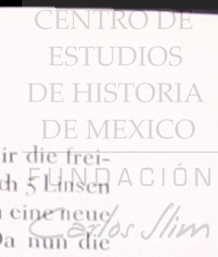 CENTRO DE
ESTUDIOS
DE HISTORIA
DE MEXICO
ir die frei-
ch 5 Linsen
FUNDACIÓN
eine neue
Carlos Slim
Da nun die